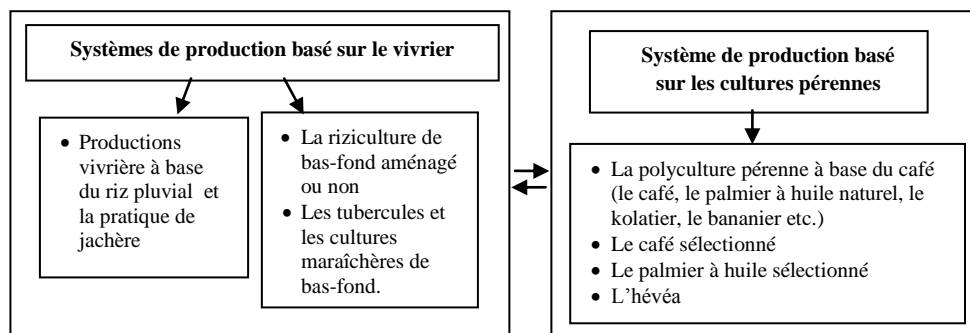 Systèmes de production basé sur le vivrier
• Productions
vivrière à base
du riz pluvial et
la pratique de
jachère
• La riziculture de
bas-fond aménagé
ou non
• Les tubercules et
les cultures
maraîchères de
bas-fond.
Système de production basé
sur les cultures pérennes
• La polyculture pérenne à base du café
(le café, le palmier à huile naturel, le
kolatier, le bananier etc.)
• Le café sélectionné
• Le palmier à huile sélectionné
• L’hévéa